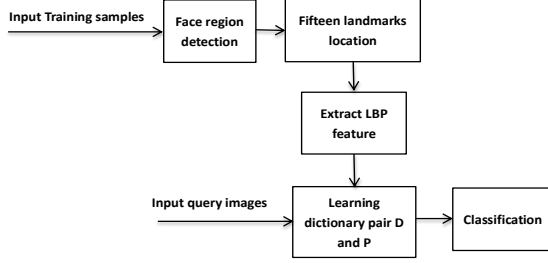 Input Training samples
Face region
detection
Fifteen landmarks
location
Extract LBP
feature
Input query images
Learning
dictionary pair D
and P
Classification